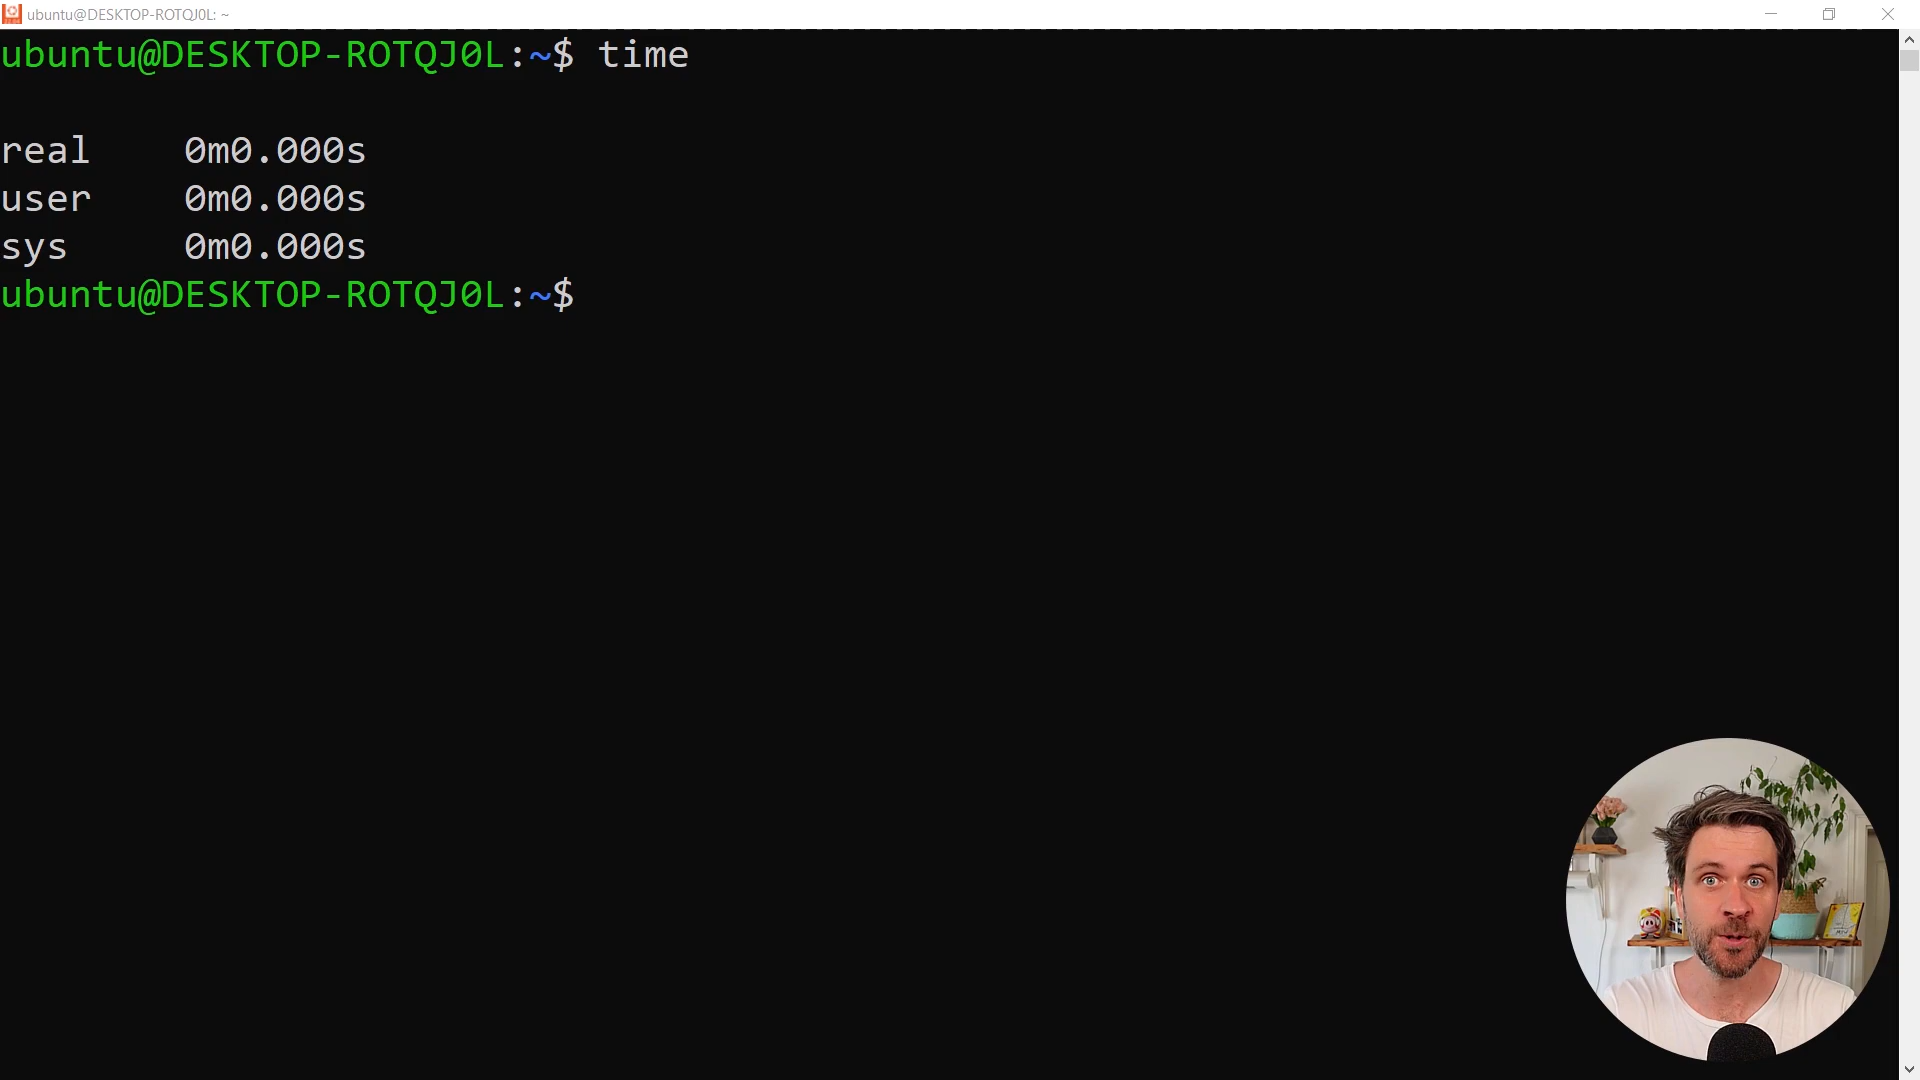 ubuntu@DESKTOP-ROTQJ0L: ~
ubuntu@DESKTOP-ROTQJ0L:~$ time
real 0m0.000s
user 0m0.000s
sys 0m0.000s
ubuntu@DESKTOP-ROTQJ0L:~$